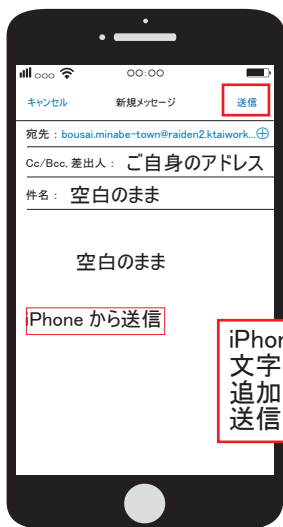 00:00
キャンセル 新規メッセージ 送信
宛先：bousai.minabe-town@raiden2.ktaiwork...
Cc/Bcc, 差出人： ご自身のアドレス
件名： 空白のまま
空白のまま
iPhone から送信
iPhon
文字
追加
送信